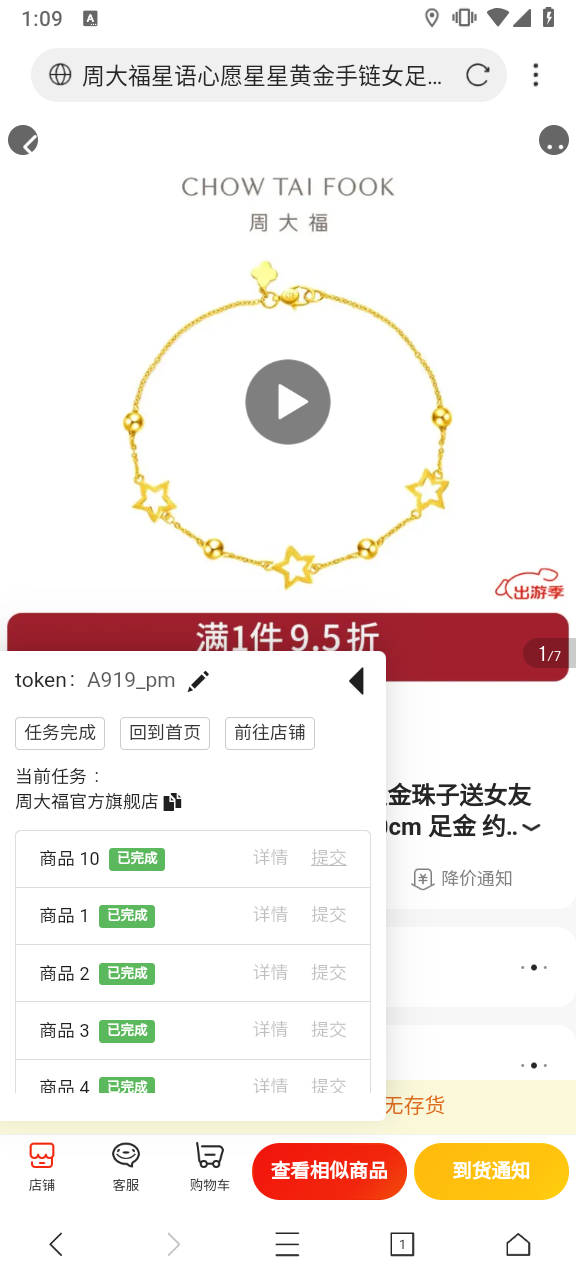 1:09
周大福星语心愿星星黄金手链女足...
CHOW TAI FOOK
周大福
出游季
满1件9.5折
1/7
token： A919_pm
任务完成 回到首页 前往店铺
当前任务：
周大福官方旗舰店
金珠子送女友
cm 足金 约..
商品 10 已完成 详情 提交
降价通知
商品 1 已完成 详情 提交
商品 2 已完成 详情 提交
商品 3 已完成 详情 提交
商品 4 已完成 详情 提交
无存货
店铺 客服 购物车 查看相似商品 到货通知
1